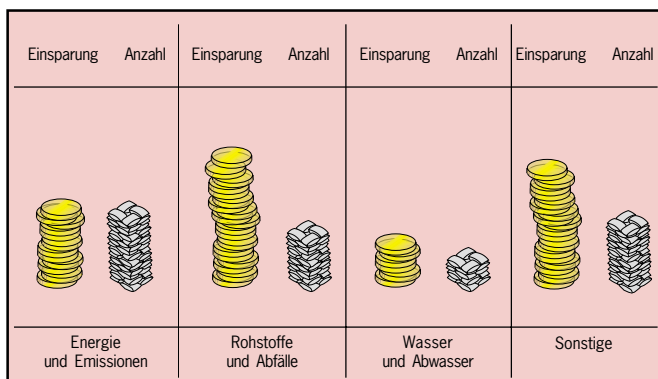 Einsparung Anzahl Einsparung Anzahl Einsparung Anzahl Einsparung Anzahl
Energie
und Emissionen
Rohstoffe
und Abfälle
Wasser
und Abwasser
Sonstige